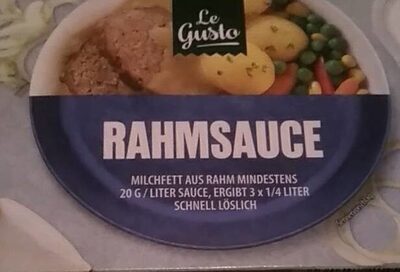 Le
Gusto
RAHMSAUCE
MILCHFETT AUS RAHM MINDESTENS
20 G / LITER SAUCE, ERGIBT 3 x 1/4 LITER
SCHNELL LÖSLICH